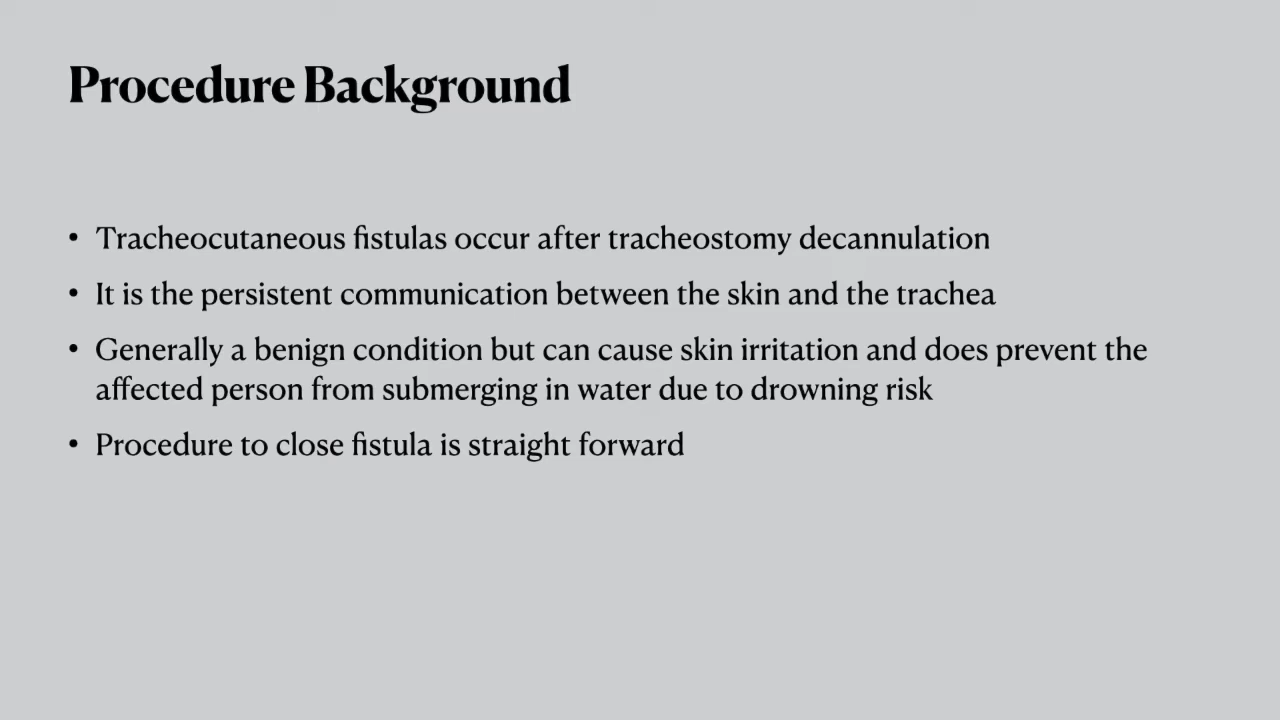 Procedure Background
• Tracheocutaneous fistulas occur after tracheostomy decannulation
• It is the persistent communication between the skin and the trachea
• Generally a benign condition but can cause skin irritation and does prevent the
affected person from submerging in water due to drowning risk
• Procedure to close fistula is straight forward